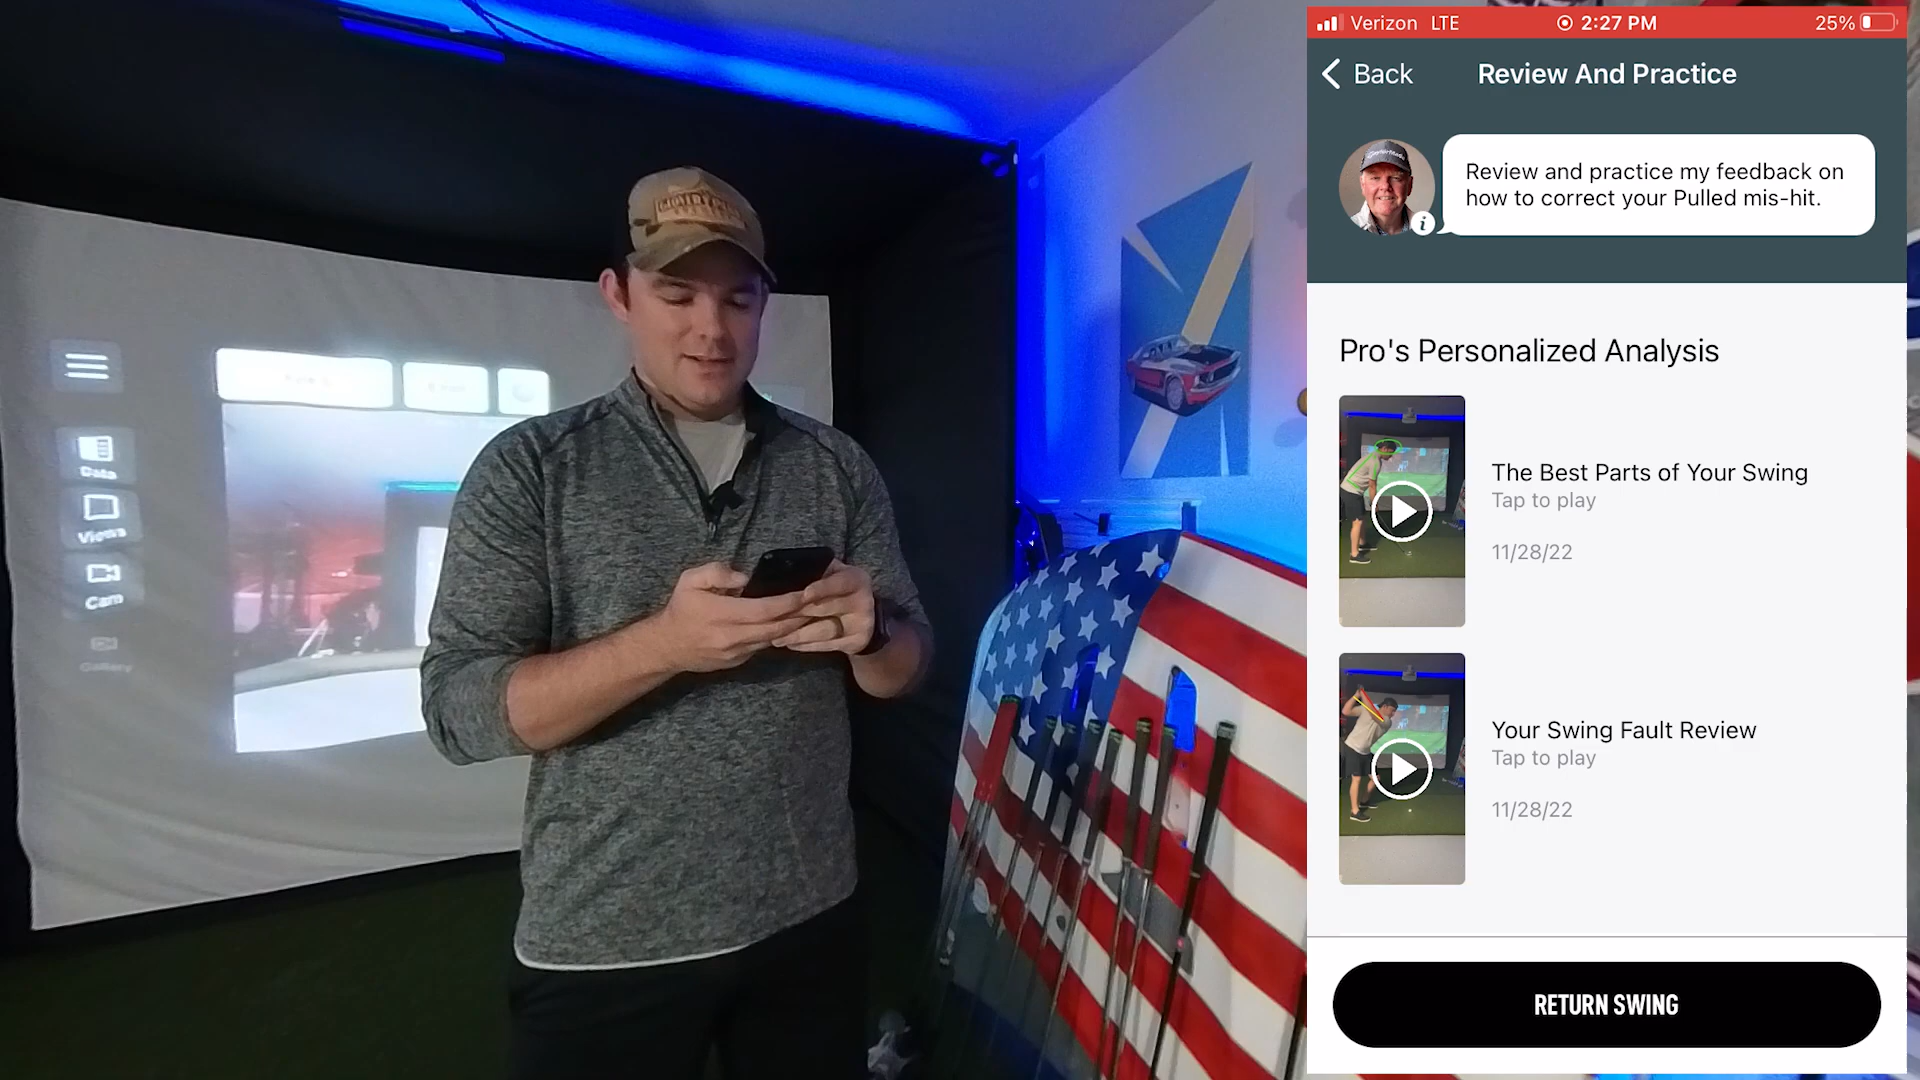 Data
Views
Cam
Gallery
Verizon LTE
2:27 PM
25%
Back
Review And Practice
Review and practice my feedback on
how to correct your Pulled mis-hit.
Pro's Personalized Analysis
The Best Parts of Your Swing
Tap to play
11/28/22
Your Swing Fault Review
Tap to play
11/28/22
RETURN SWING